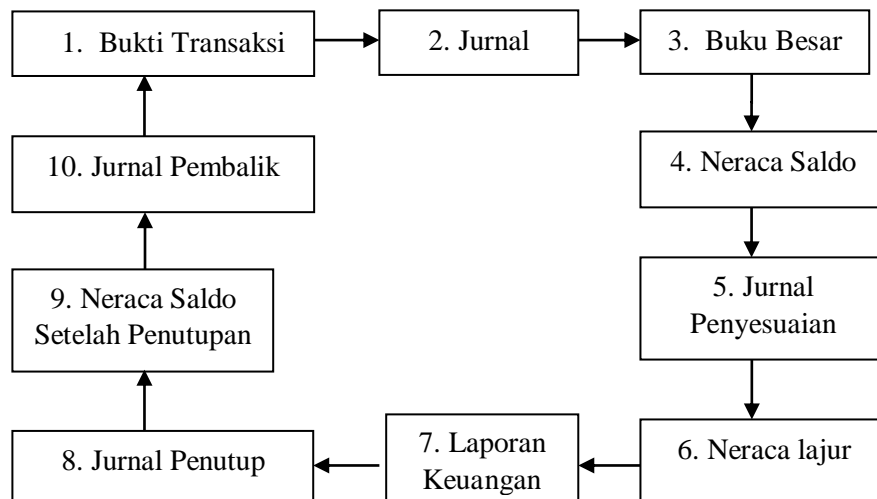 1. Bukti Transaksi
2. Jurnal
3. Buku Besar
4. Neraca Saldo
5. Jurnal
Penyesuaian
6. Neraca lajur
7. Laporan
Keuangan
8. Jurnal Penutup
9. Neraca Saldo
Setelah Penutupan
10. Jurnal Pembalik